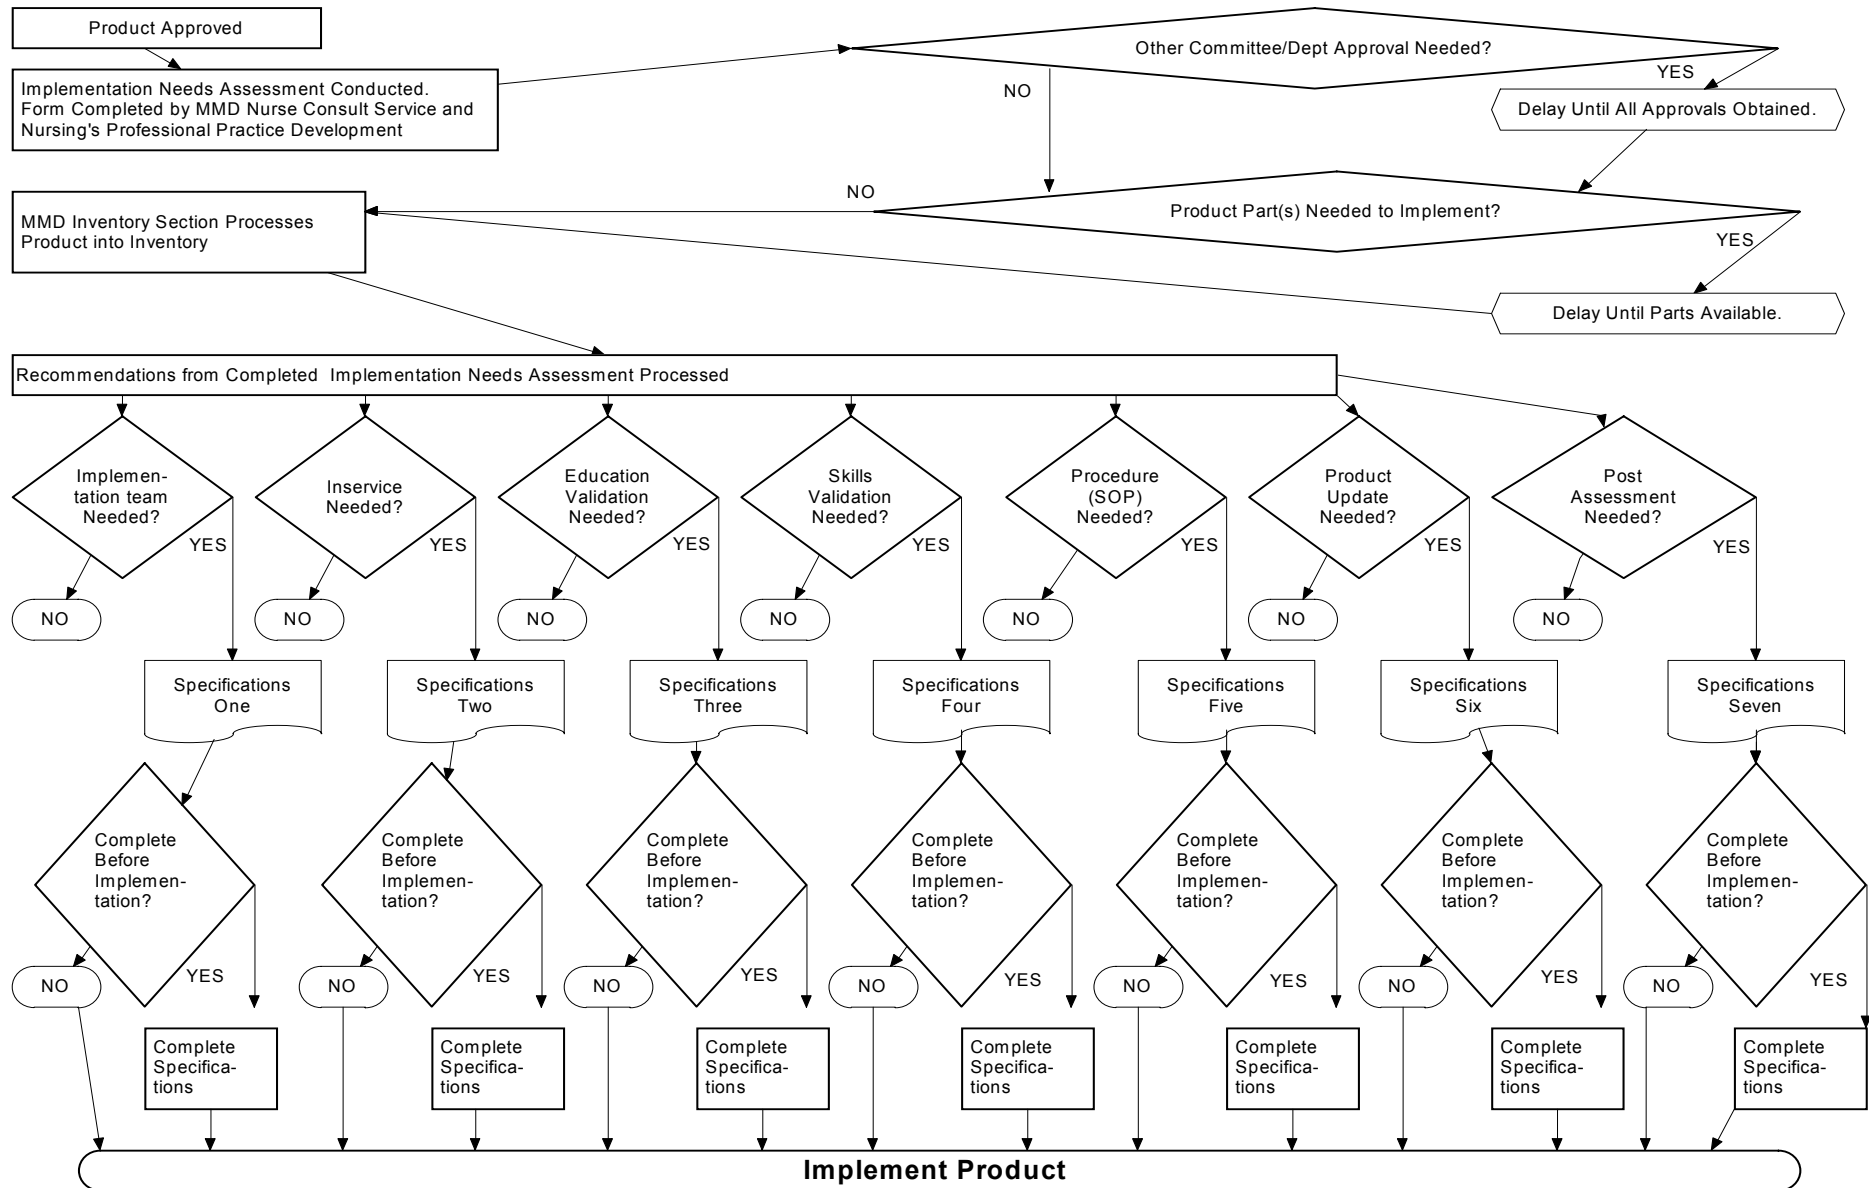 Product Approved
Other Committee/Dept Approval Needed?
YES
NO
Implementation Needs Assessment Conducted.
Form Completed by MMD Nurse Consult Service and
Nursing's Professional Practice Development
Delay Until All Approvals Obtained.
NO
MMD Inventory Section Processes
Product into Inventory
Product Part(s) Needed to Implement?
YES
Delay Until Parts Available.
Recommendations from Completed  Implementation Needs Assessment Processed
Implemen-
tation team
Needed?
YES
NO
Inservice
Needed?
YES
NO
Education
Validation
Needed?
YES
NO
Skills
Validation
Needed?
YES
NO
Procedure
(SOP)
Needed?
YES
NO
Product
Update
Needed?
YES
NO
Post
Assessment
Needed?
YES
NO
Specifications
One
Specifications
Two
Specifications
Three
Specifications
Four
Specifications
Five
Specifications
Six
Specifications
Seven
Complete
Before
Implemen-
tation?
YES
NO
Complete
Before
Implemen-
tation?
YES
NO
Complete
Before
Implemen-
tation?
YES
NO
Complete
Before
Implemen-
tation?
YES
NO
Complete
Before
Implemen-
tation?
YES
NO
Complete
Before
Implemen-
tation?
YES
NO
Complete
Before
Implemen-
tation?
YES
NO
Complete
Specifica-
tions
Complete
Specifica-
tions
Complete
Specifica-
tions
Complete
Specifica-
tions
Complete
Specifica-
tions
Complete
Specifica-
tions
Complete
Specifica-
tions
Implement Product